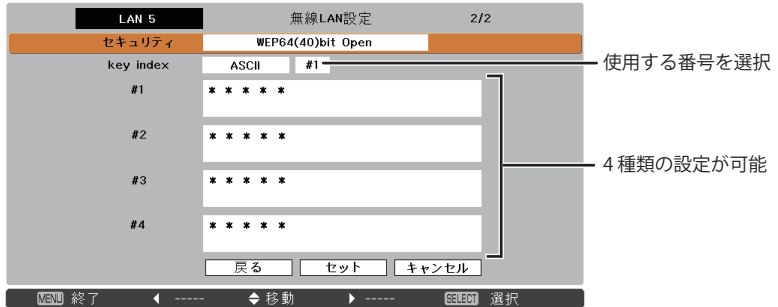 LAN 5 無線LAN設定 2/2
セキュリティ WEP64(40)bit Open
key index ASCII #1 使用する番号を選択
#1 * * * * *
#2 * * * * *
4種類の設定が可能
#3 * * * * *
#4 * * * * *
戻る セット キャンセル
MENU 終了 ----- 移動 ----- SELECT 選択